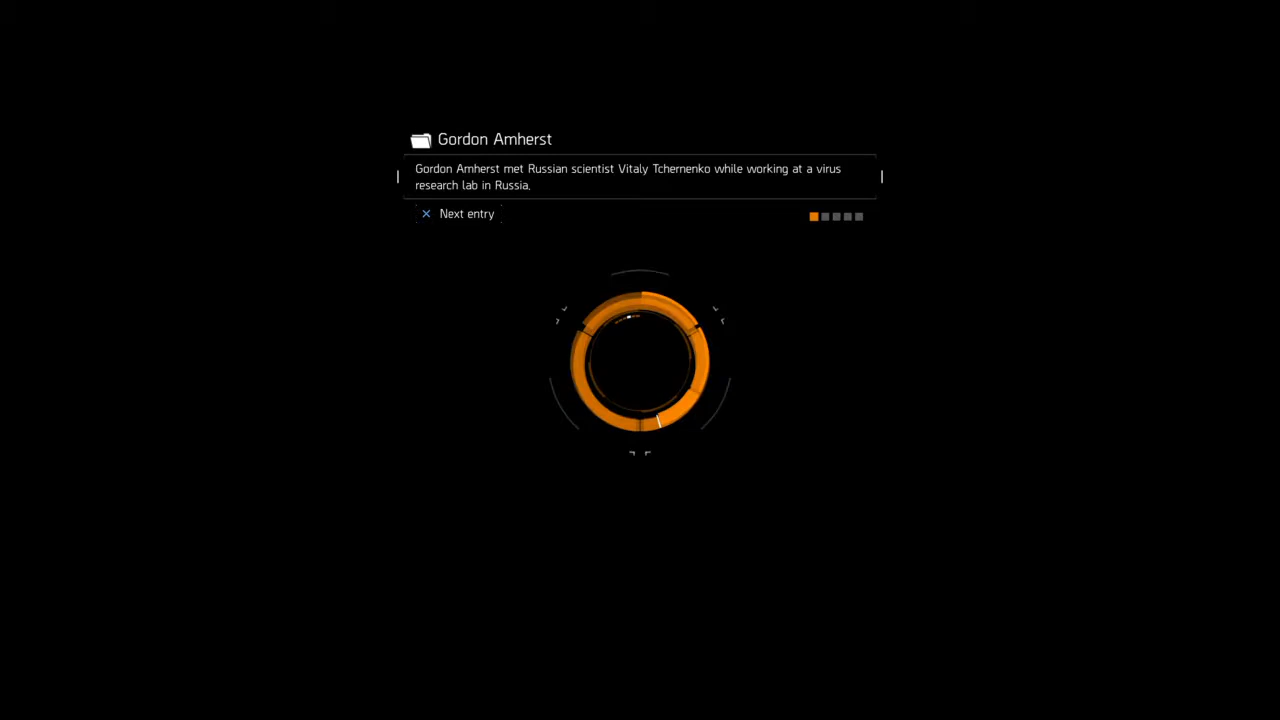 Gordon Amherst
Gordon Amherst met Russian scientist Vitaly Tchernenko while working at a virus
research lab in Russia.
Next entry